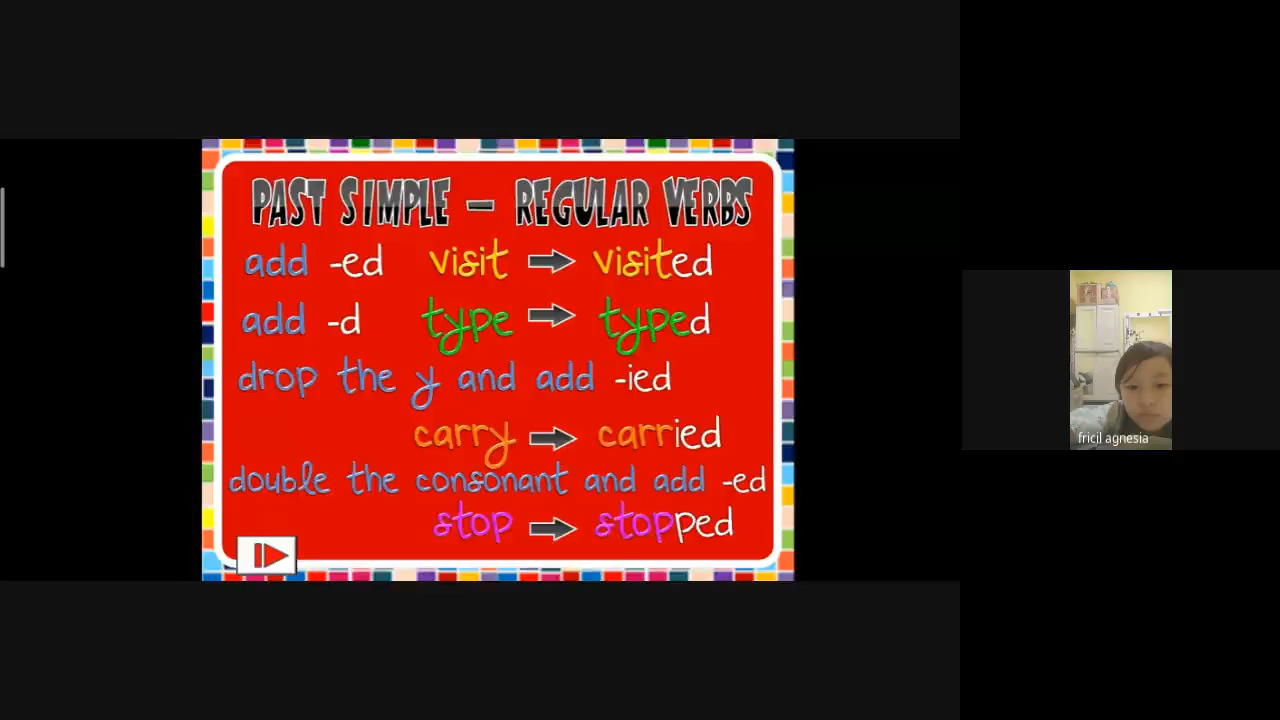 PAST SIMPLE – REGULAR VERBS
add -ed visit visited
add -d type typed
drop the y and add -ied
carry carried
double the consonant and add -ed
stop stopped
fricil agnesia